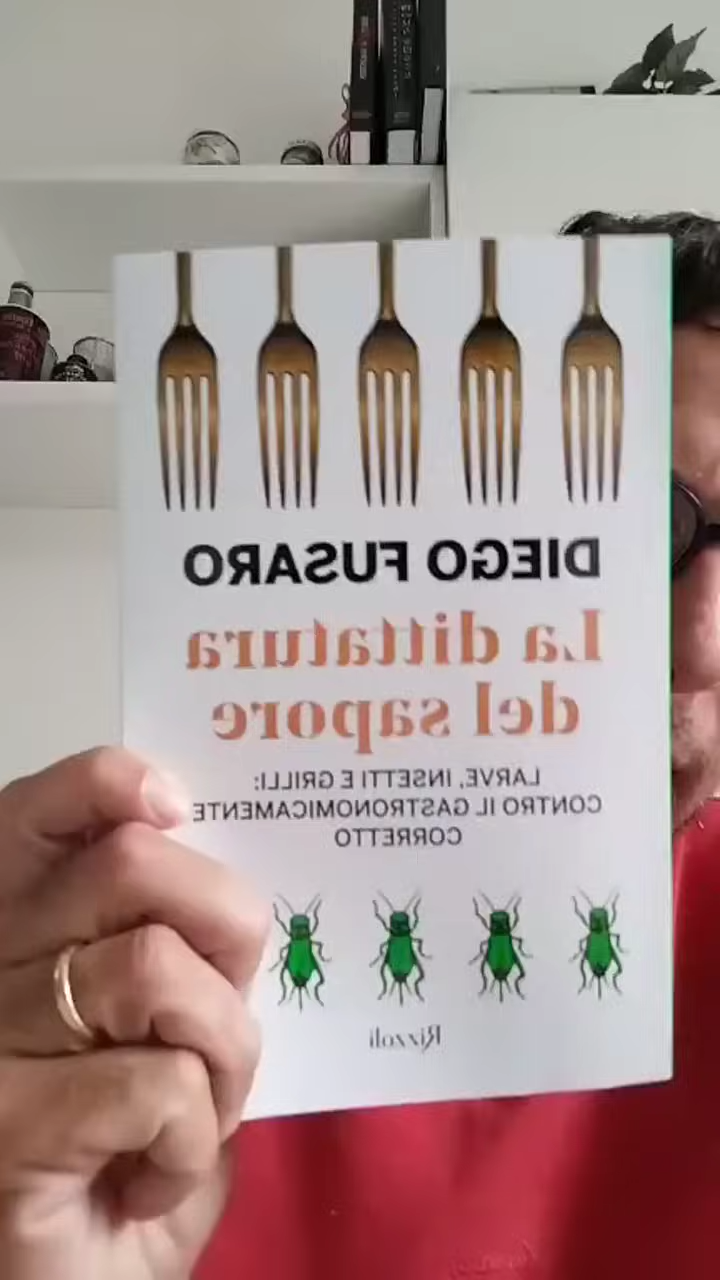 DIEGO FUSARO
La dittatura
del sapore
LARVE, INSETTI E GRILLI:
CONTRO IL GASTRONOMICAMENTE
CORRETTO
Rizzoli